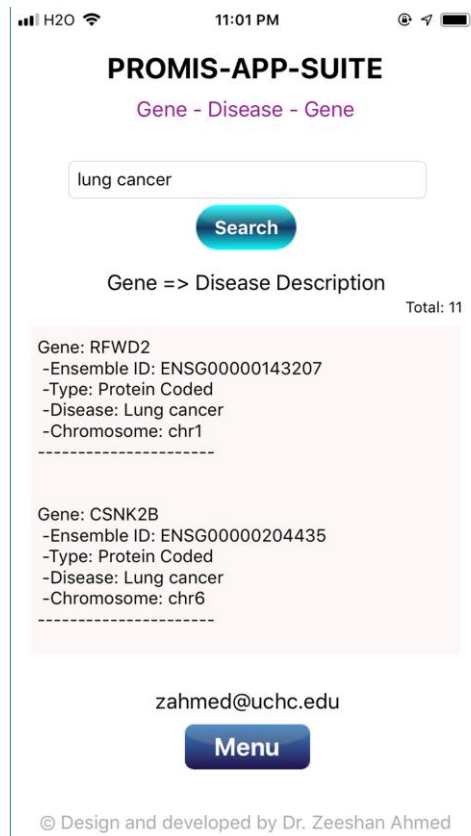 H2O 11:01 PM
PROMIS-APP-SUITE
Gene - Disease - Gene
lung cancer
Search
Gene => Disease Description
Total: 11
Gene: RFWD2
-Ensemble ID: ENSG00000143207
-Type: Protein Coded
-Disease: Lung cancer
-Chromosome: chr1
----------------------
Gene: CSNK2B
-Ensemble ID: ENSG00000204435
-Type: Protein Coded
-Disease: Lung cancer
-Chromosome: chr6
----------------------
zahmed@uchc.edu
Menu
© Design and developed by Dr. Zeeshan Ahmed